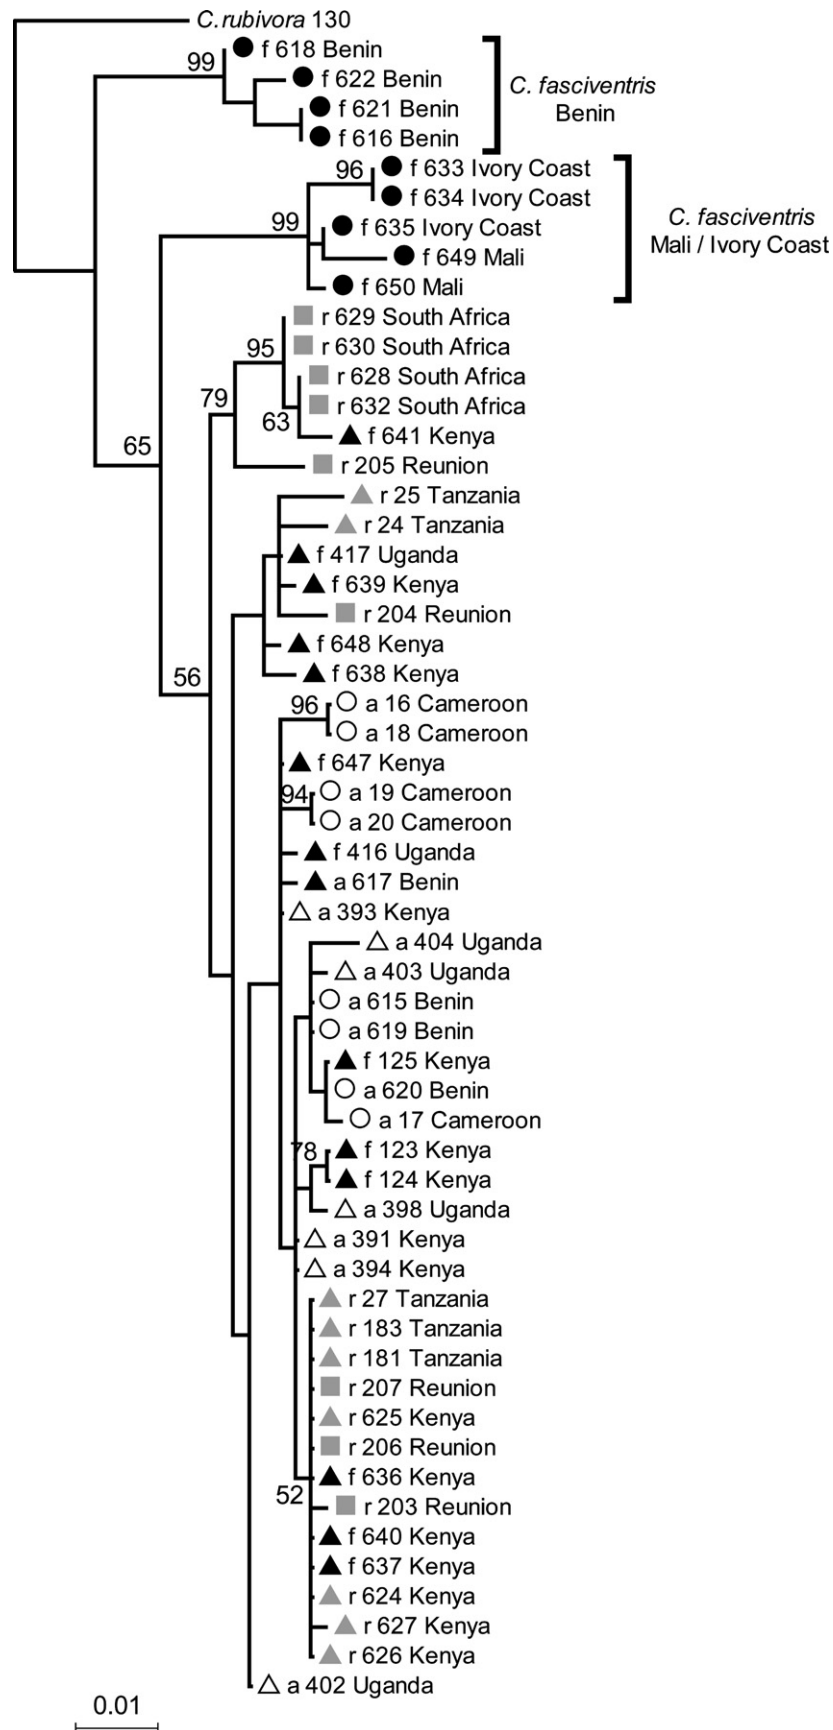 C.rubivora 130
99
f 618 Benin
f 622 Benin
f 621 Benin
f 616 Benin
C. fasciventris
Benin
96
f 633 Ivory Coast
f 634 Ivory Coast
99
f 635 Ivory Coast
f 649 Mali
f 650 Mali
C. fasciventris
Mali / Ivory Coast
r 629 South Africa
95
r 630 South Africa
r 628 South Africa
79
r 632 South Africa
63
f 641 Kenya
65
r 205 Reunion
r 25 Tanzania
r 24 Tanzania
f 417 Uganda
f 639 Kenya
r 204 Reunion
f 648 Kenya
56
f 638 Kenya
96
a 16 Cameroon
a 18 Cameroon
f 647 Kenya
94
a 19 Cameroon
a 20 Cameroon
f 416 Uganda
a 617 Benin
a 393 Kenya
a 404 Uganda
a 403 Uganda
a 615 Benin
a 619 Benin
f 125 Kenya
a 620 Benin
a 17 Cameroon
78
f 123 Kenya
f 124 Kenya
a 398 Uganda
a 391 Kenya
a 394 Kenya
r 27 Tanzania
r 183 Tanzania
r 181 Tanzania
r 207 Reunion
r 625 Kenya
r 206 Reunion
f 636 Kenya
52
r 203 Reunion
f 640 Kenya
f 637 Kenya
r 624 Kenya
r 627 Kenya
r 626 Kenya
a 402 Uganda
0.01